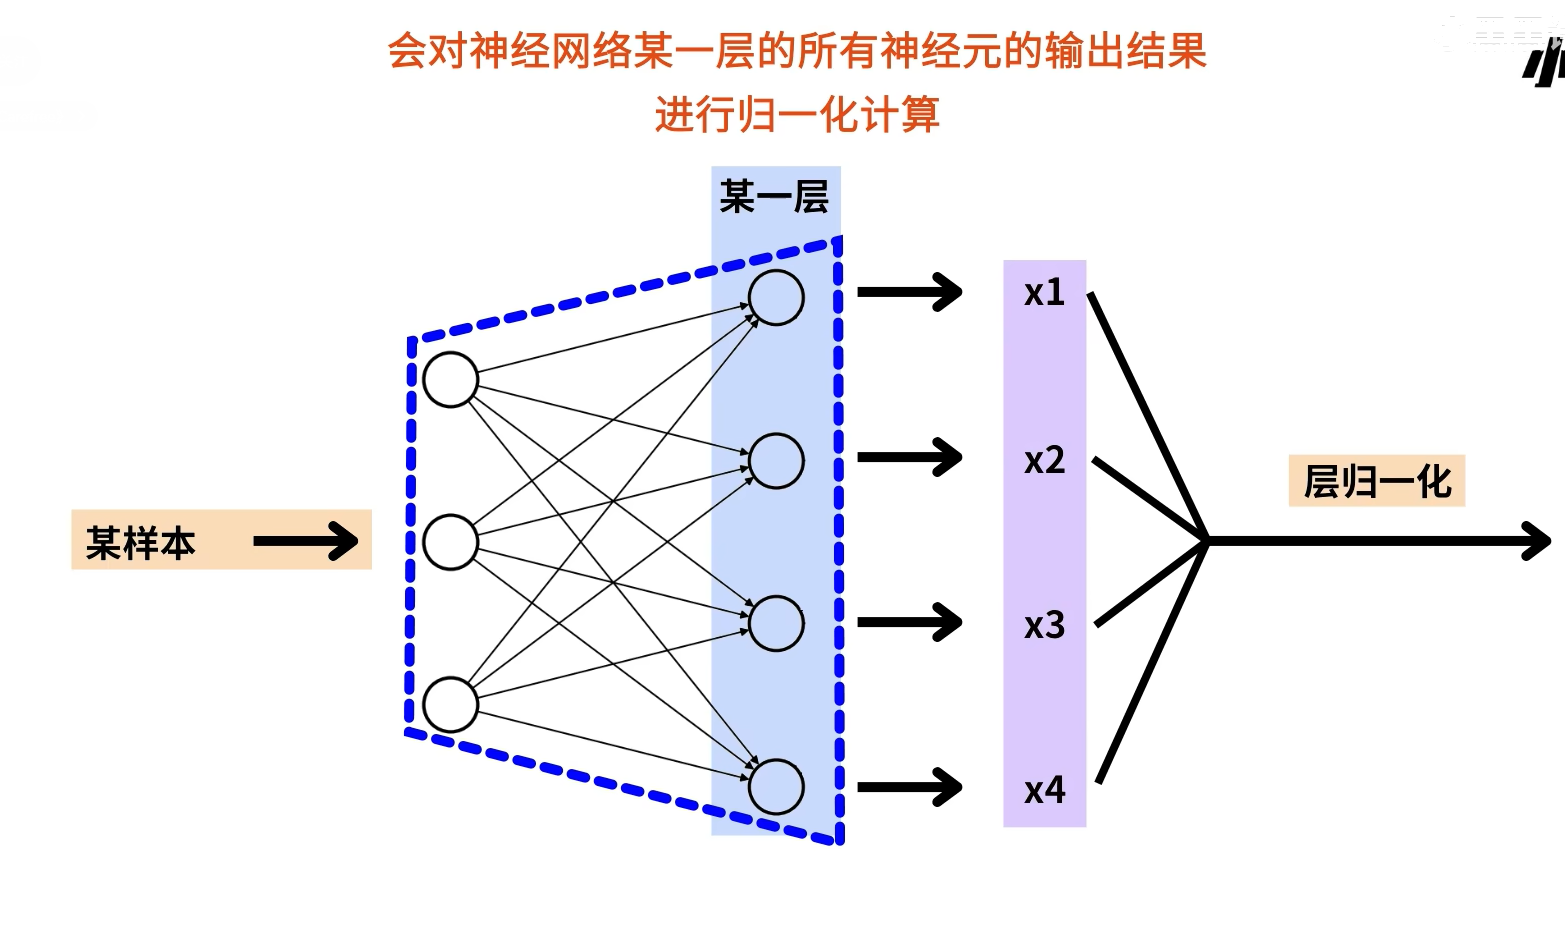 会对神经网络某一层的所有神经元的输出结果
进行归一化计算
某一层
x1
x2
层归一化
某样本
x3
x4